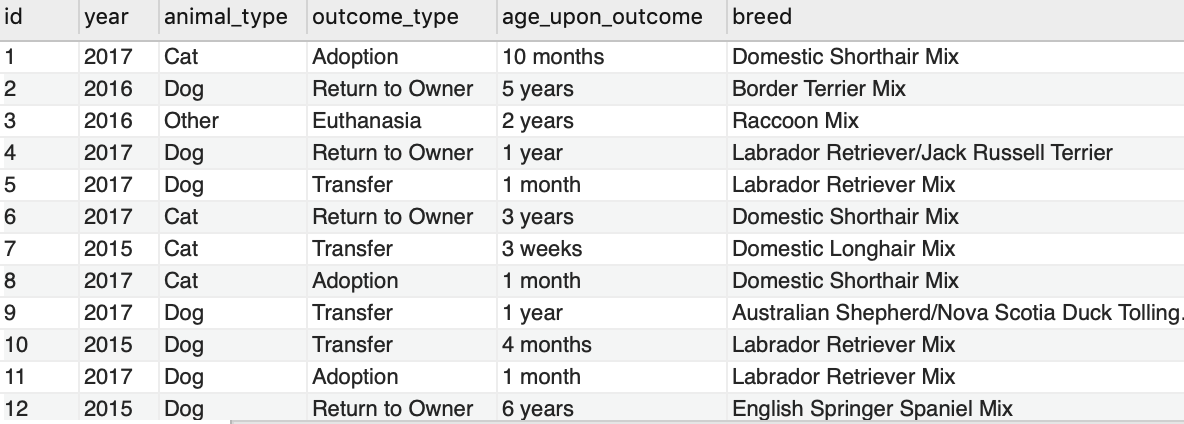 id year animal_type outcome_type age_upon_outcome breed
1 2017 Cat Adoption 10 months Domestic Shorthair Mix
2 2016 Dog Return to Owner 5 years Border Terrier Mix
3 2016 Other Euthanasia 2 years Raccoon Mix
4 2017 Dog Return to Owner 1 year Labrador Retriever/Jack Russell Terrier
5 2017 Dog Transfer 1 month Labrador Retriever Mix
6 2017 Cat Return to Owner 3 years Domestic Shorthair Mix
7 2015 Cat Transfer 3 weeks Domestic Longhair Mix
8 2017 Cat Adoption 1 month Domestic Shorthair Mix
9 2017 Dog Transfer 1 year Australian Shepherd/Nova Scotia Duck Tolling.
10 2015 Dog Transfer 4 months Labrador Retriever Mix
11 2017 Dog Adoption 1 month Labrador Retriever Mix
12 2015 Dog Return to Owner 6 years English Springer Spaniel Mix